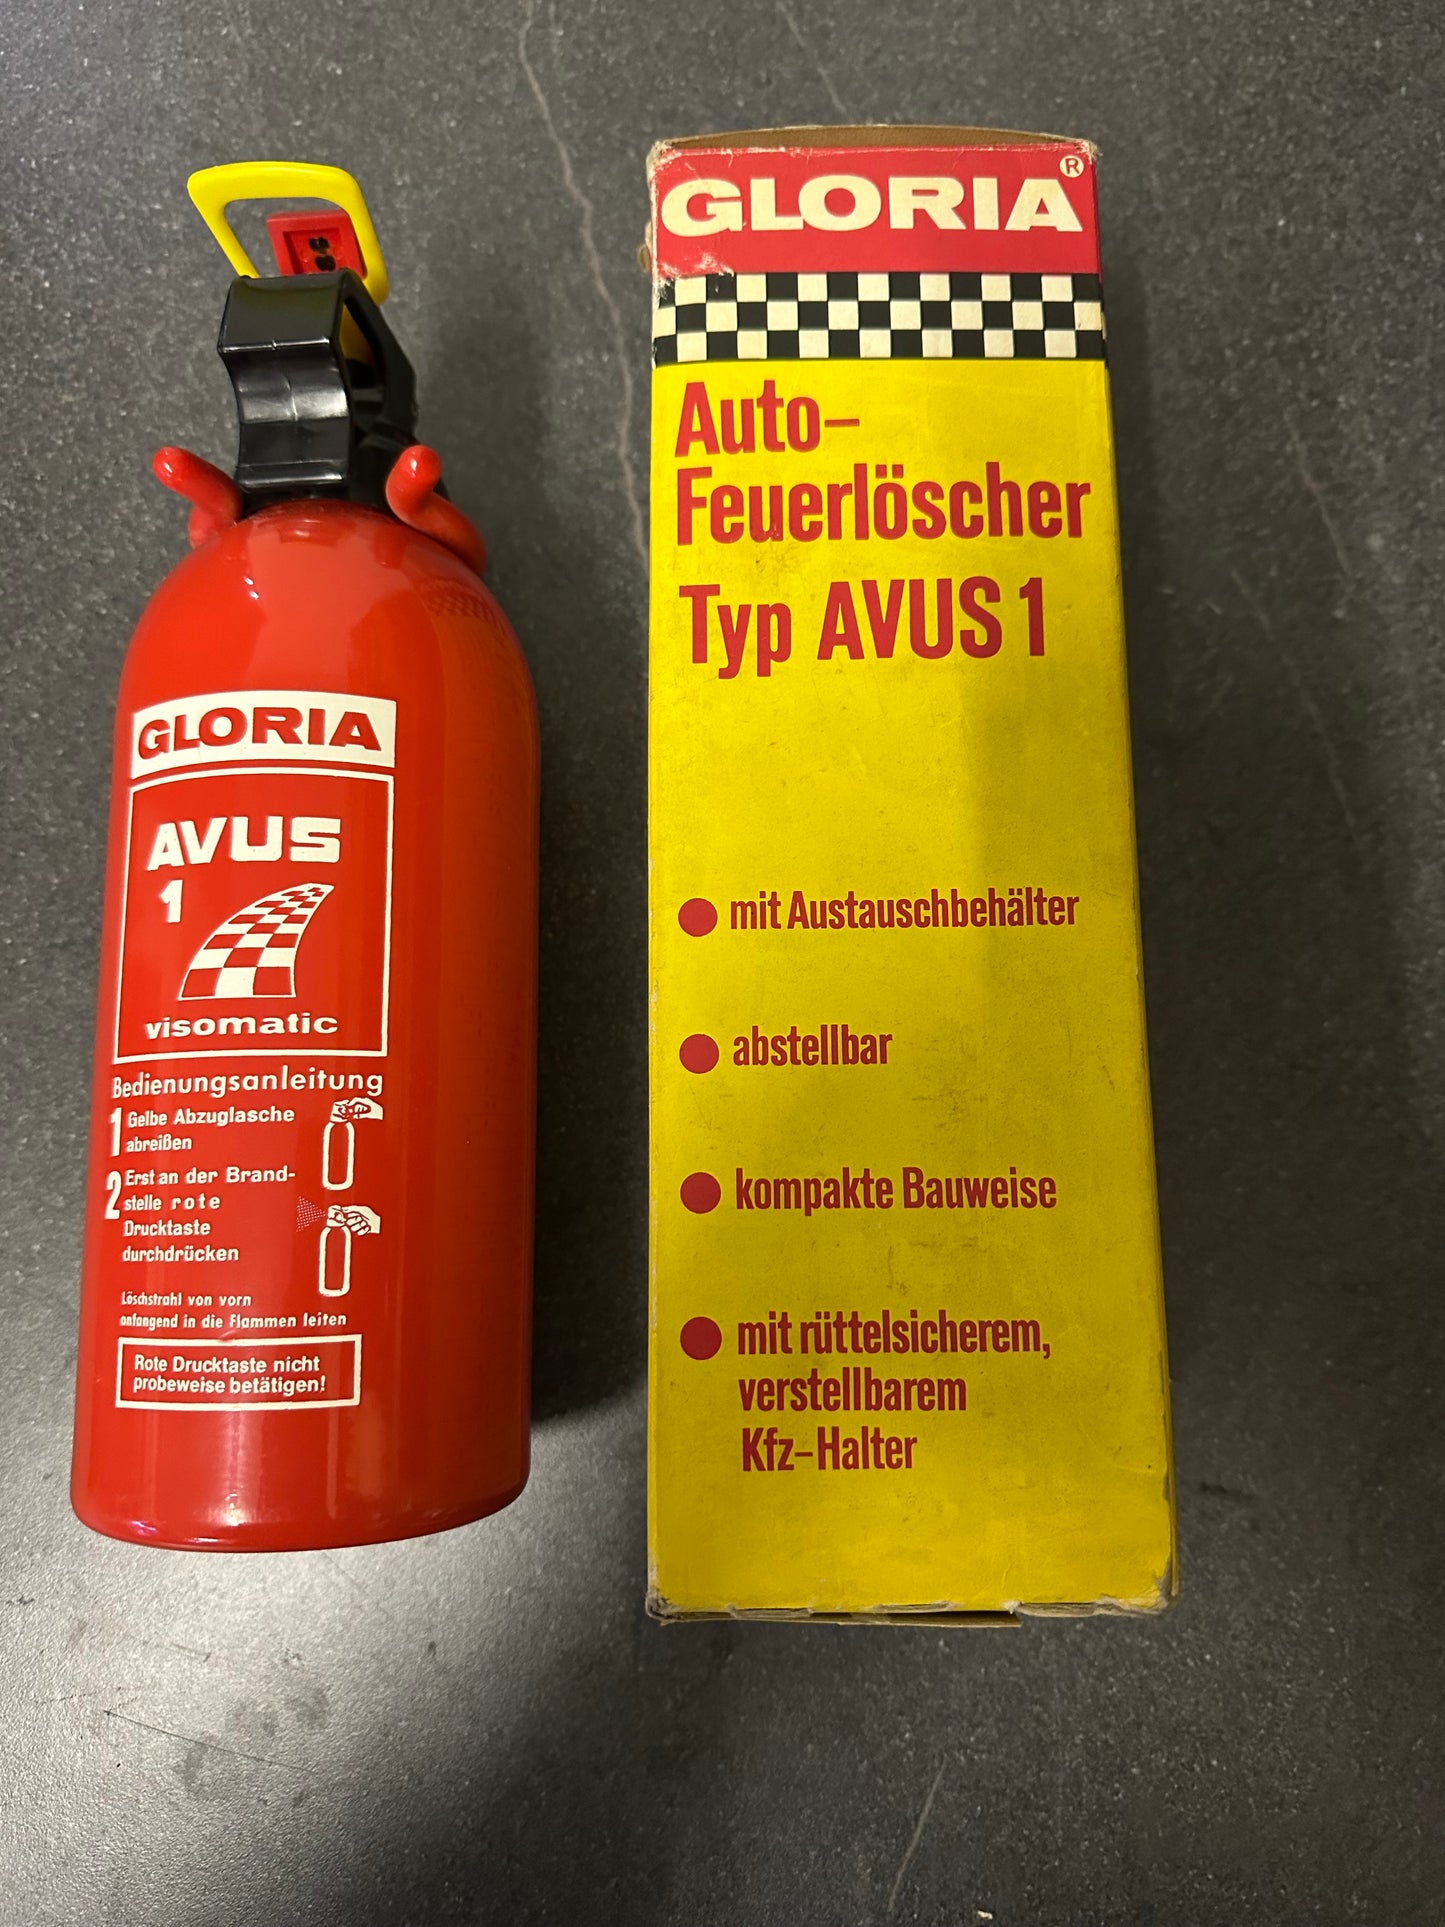 GLORIA
AVUS
1
visomatic
Bedienungsanleitung
1 Gelbe Abzuglasche
abreißen
2 Erst an der Brand-
stelle rote
Drucktaste
durchdrücken
Löschstrahl von vorn
anfangend in die Flammen leiten
Rote Drucktaste nicht
probeweise betätigen!
GLORIA®
Auto-
Feuerlöscher
Typ AVUS 1
● mit Austauschbehälter
● abstellbar
● kompakte Bauweise
● mit rüttelsicherem,
verstellbarem
Kfz-Halter